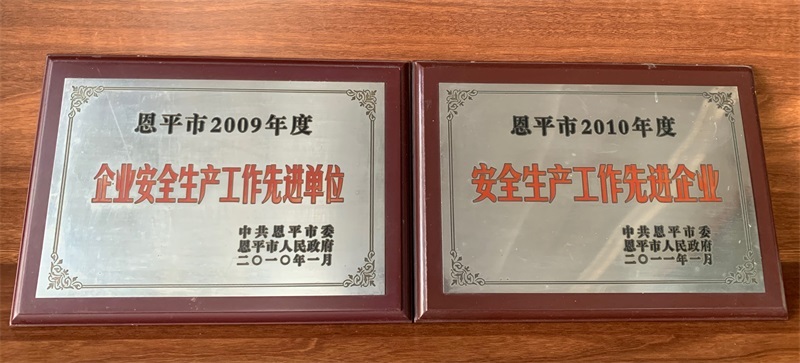 恩平市2009年度
企业安全生产工作先进单位
中共恩平市委
恩平市人民政府
二〇一〇年一月
恩平市2010年度
安全生产工作先进企业
中共恩平市委
恩平市人民政府
二〇一一年一月